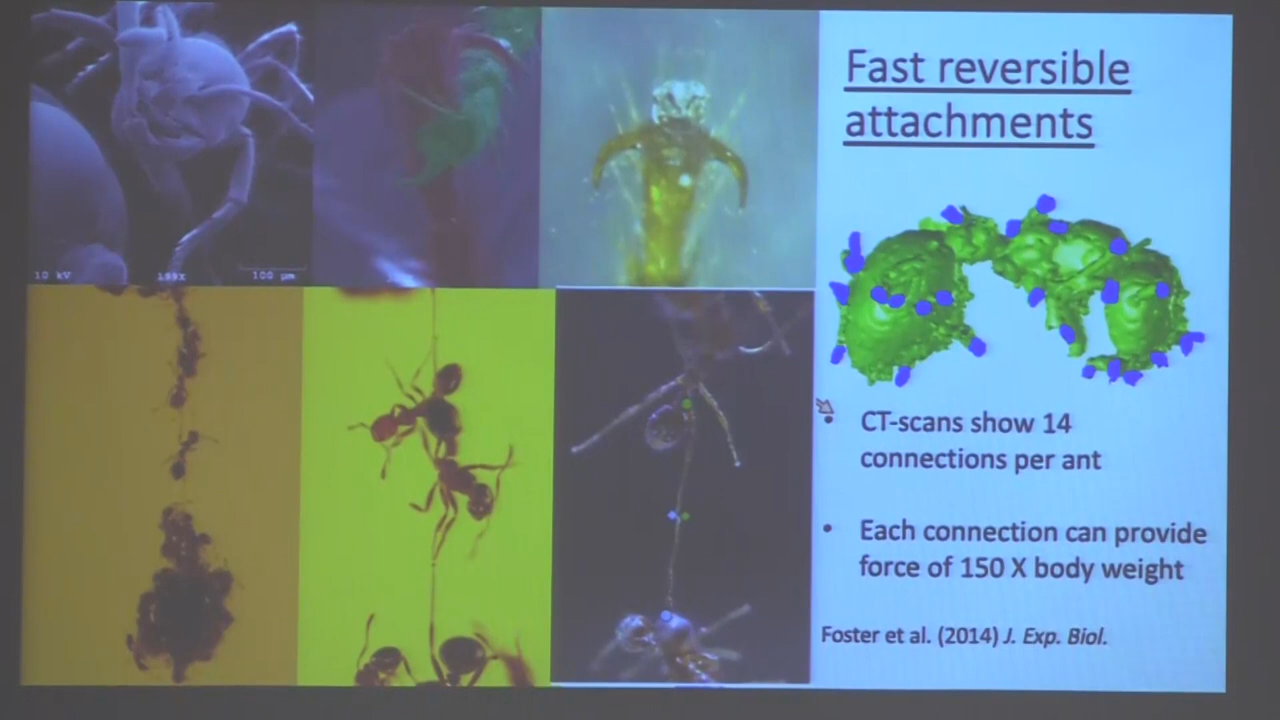 Fast reversible
attachments
10 kV 199X 100 µm
• CT-scans show 14
connections per ant
• Each connection can provide
force of 150 X body weight
Foster et al. (2014) J. Exp. Biol.